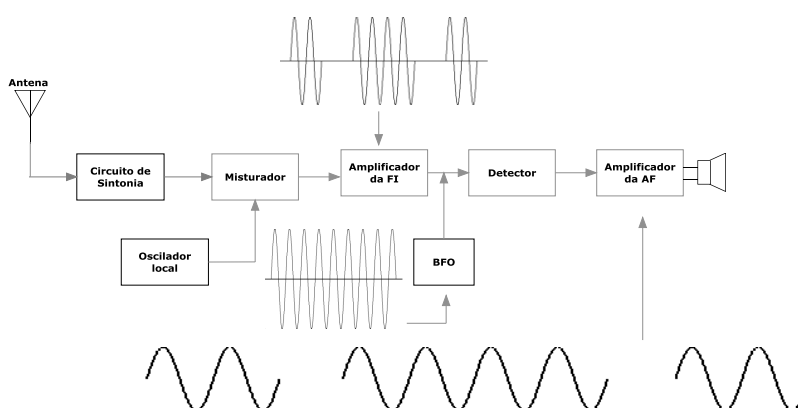 Antena
Circuito de
Sintonia
Misturador
Amplificador
da FI
Detector
Amplificador
da AF
Oscilador
local
BFO